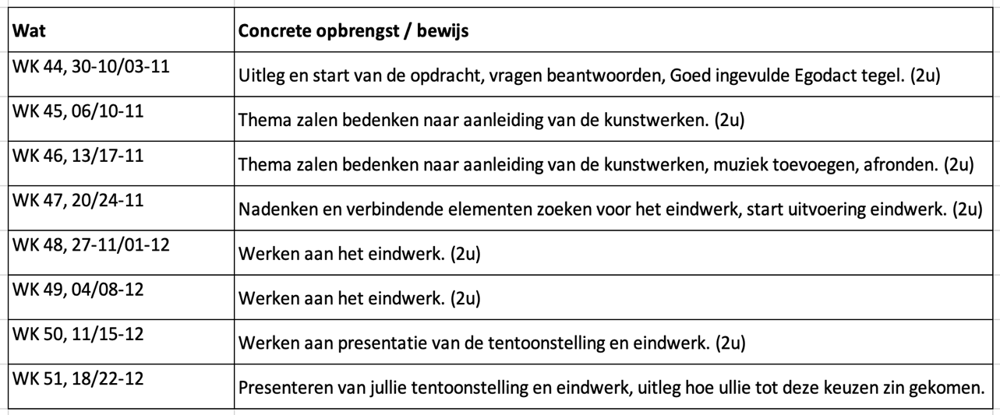 Wat Concrete opbrengst / bewijs
WK 44, 30-10/03-11 Uitleg en start van de opdracht, vragen beantwoorden, Goed ingevulde Egodact tegel. (2u)
WK 45, 06/10-11 Thema zalen bedenken naar aanleiding van de kunstwerken. (2u)
WK 46, 13/17-11 Thema zalen bedenken naar aanleiding van de kunstwerken, muziek toevoegen, afronden. (2u)
WK 47, 20/24-11 Nadenken en verbindende elementen zoeken voor het eindwerk, start uitvoering eindwerk. (2u)
WK 48, 27-11/01-12 Werken aan het eindwerk. (2u)
WK 49, 04/08-12 Werken aan het eindwerk. (2u)
WK 50, 11/15-12 Werken aan presentatie van de tentoonstelling en eindwerk. (2u)
WK 51, 18/22-12 Presenteren van jullie tentoonstelling en eindwerk, uitleg hoe ullie tot deze keuzen zin gekomen.